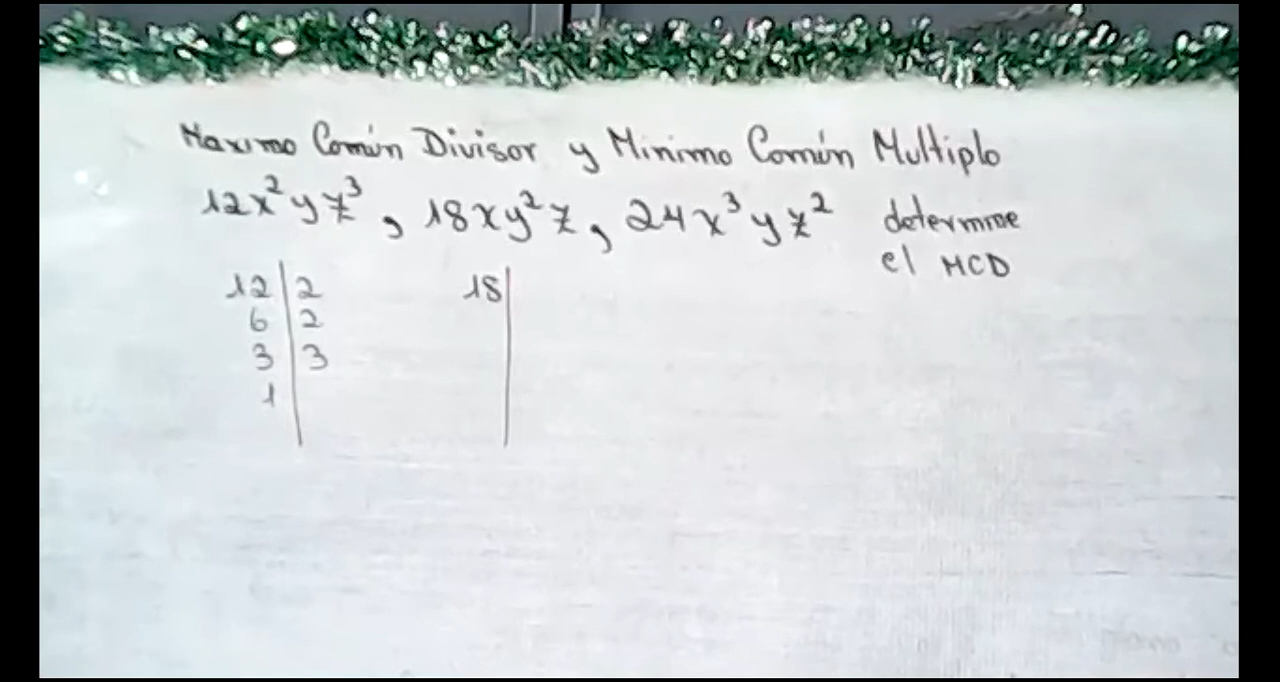 Maximo Común Divisor y Minimo Común Multiplo
12x²yz³, 18xy²z, 24x³yz² determine
el MCD
12|2 18|
6|2
3|3
1|